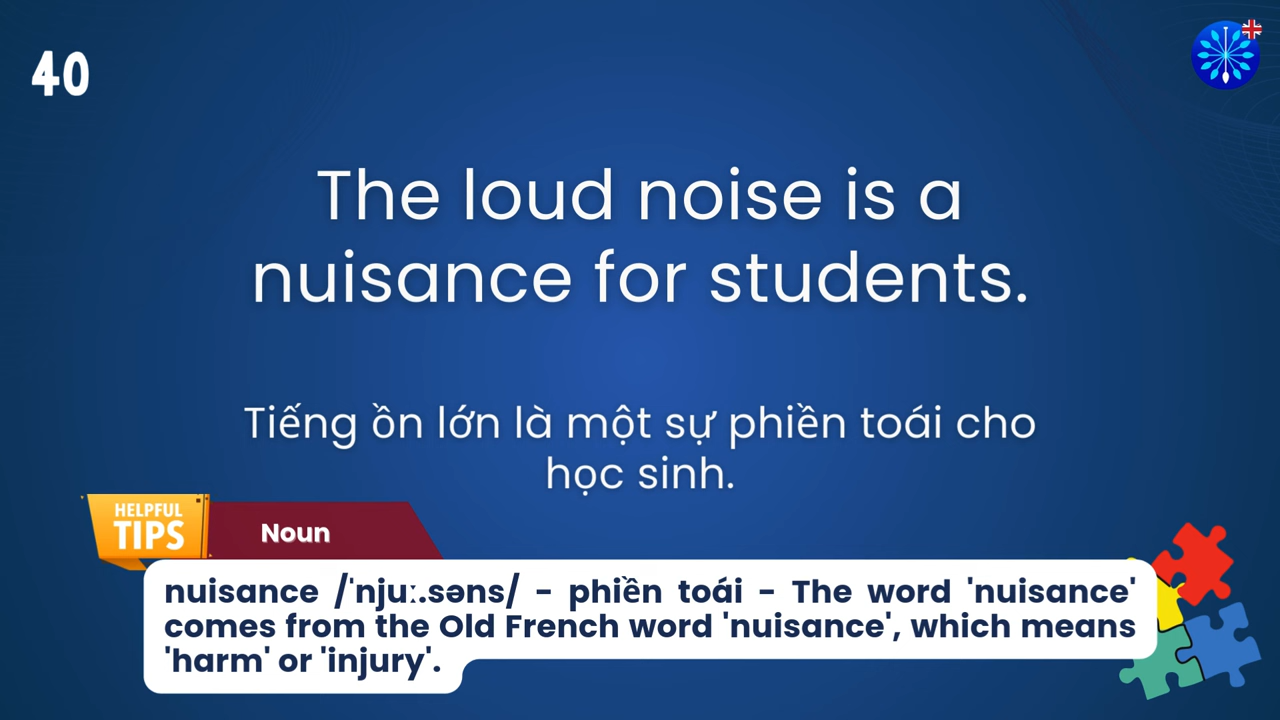 40
The loud noise is a
nuisance for students.
Tiếng ồn lớn là một sự phiền toái cho
học sinh.
HELPFUL
TIPS
Noun
nuisance /ˈnjuː.səns/ - phiền toái - The word 'nuisance'
comes from the Old French word 'nuisance', which means
'harm' or 'injury'.